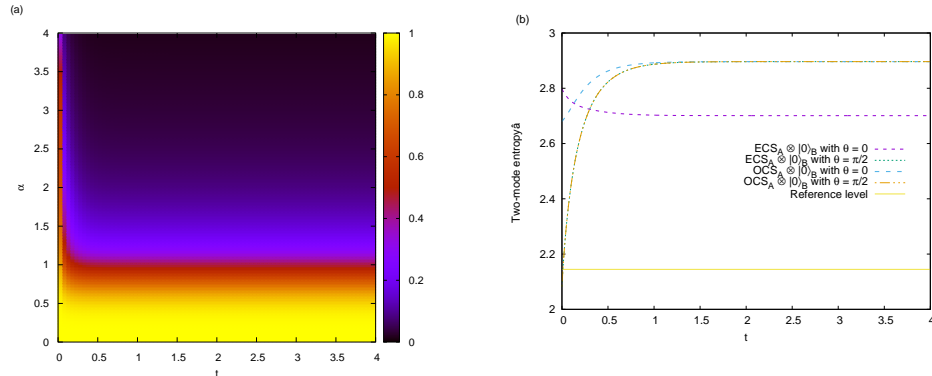 (a)
α
4
3.5
3
2.5
2
1.5
1
0.5
0
0 0.5 1 1.5 2 2.5 3 3.5 4
t
1
0.8
0.6
0.4
0.2
0
(b)
Two-mode entropyâ
3
2.8
2.6
2.4
2.2
2
ECS_A ⊗ |0⟩_B with θ = 0
ECS_A ⊗ |0⟩_B with θ = π/2
OCS_A ⊗ |0⟩_B with θ = 0
OCS_A ⊗ |0⟩_B with θ = π/2
Reference level
0 0.5 1 1.5 2 2.5 3 3.5 4
t